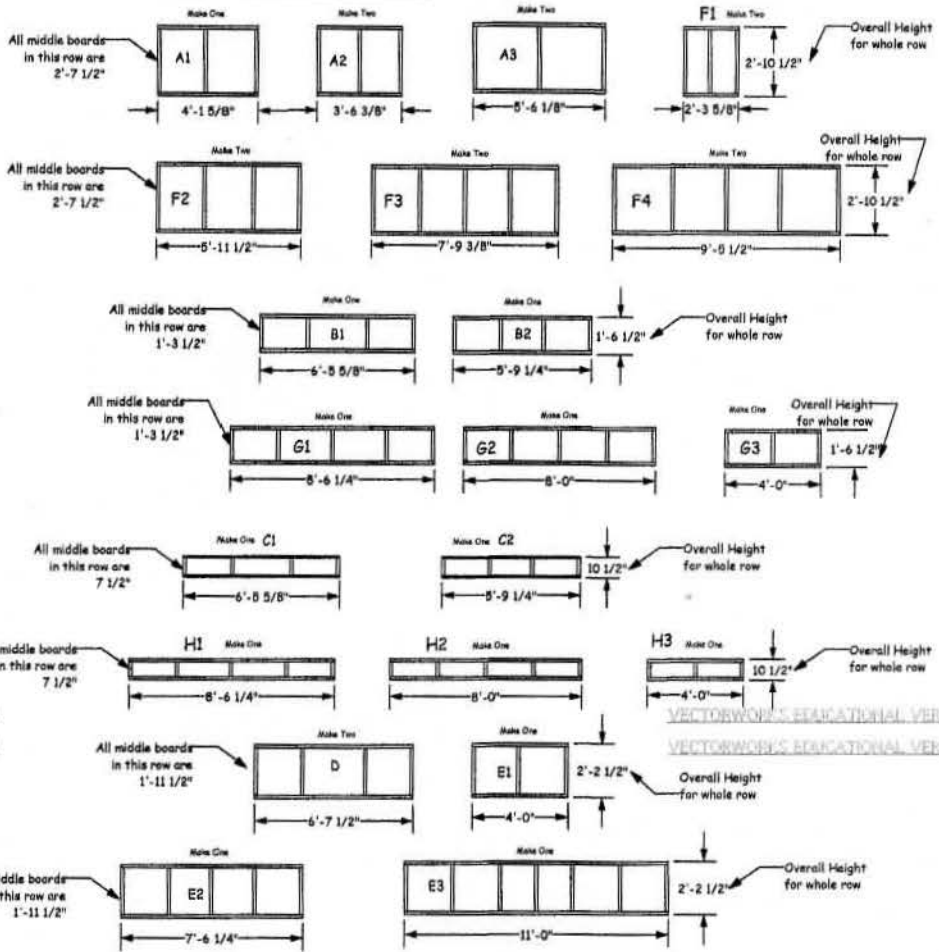 Make One
Make Two
Make Two
F1 Make Two
All middle boards
in this row are
2'-7 1/2"
A1
A2
A3
2'-10 1/2"
Overall Height
for whole row
4'-1 5/8"
3'-6 3/8"
5'-6 1/8"
2'-3 5/8"
Make Two
Make Two
Make Two
Overall Height
for whole row
All middle boards
in this row are
2'-7 1/2"
F2
F3
F4
2'-10 1/2"
5'-11 1/2"
7'-9 3/8"
9'-5 1/2"
Make One
Make One
All middle boards
in this row are
1'-3 1/2"
B1
B2
1'-6 1/2"
Overall Height
for whole row
6'-5 5/8"
5'-9 1/4"
All middle boards
in this row are
1'-3 1/2"
Make One
Make One
Make One
Overall Height
for whole row
G1
G2
G3
1'-6 1/2"
8'-6 1/4"
8'-0"
4'-0"
All middle boards
in this row are
7 1/2"
Make One C1
Make One C2
10 1/2"
Overall Height
for whole row
6'-5 5/8"
5'-9 1/4"
middle boards
this row are
7 1/2"
H1 Make One
H2 Make One
H3 Make One
10 1/2"
Overall Height
for whole row
8'-6 1/4"
8'-0"
4'-0"
VECTORWORKS EDUCATIONAL VER
VECTORWORKS EDUCATIONAL VER
All middle boards
in this row are
1'-11 1/2"
Make Two
Make One
D
E1
2'-2 1/2"
Overall Height
for whole row
6'-7 1/2"
4'-0"
boards
this row are
1'-11 1/2"
Make One
Make One
E2
E3
2'-2 1/2"
Overall Height
for whole row
7'-6 1/4"
11'-0"